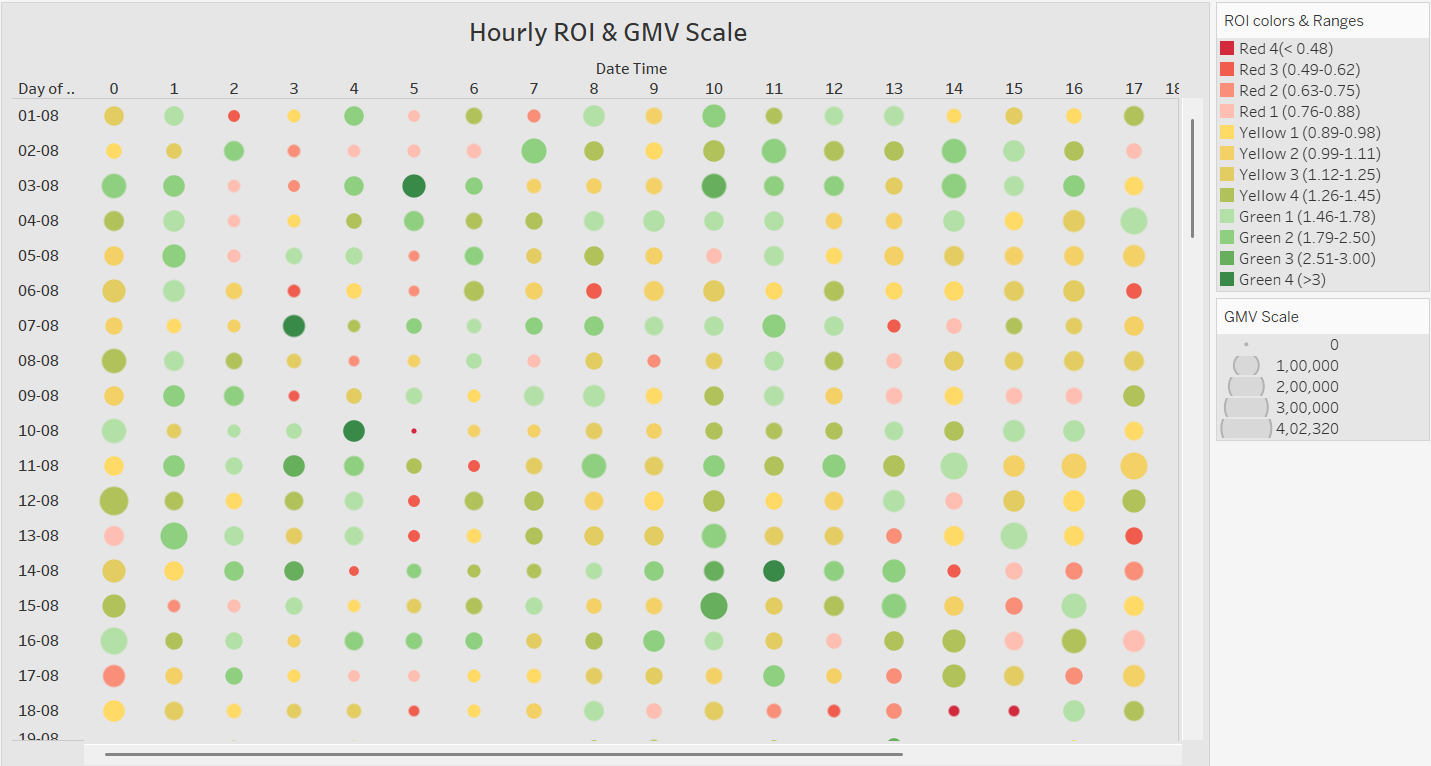 Hourly ROI & GMV Scale
Date Time
Day of .. 0 1 2 3 4 5 6 7 8 9 10 11 12 13 14 15 16 17 18
01-08
02-08
03-08
04-08
05-08
06-08
07-08
08-08
09-08
10-08
11-08
12-08
13-08
14-08
15-08
16-08
17-08
18-08
19-08
ROI colors & Ranges
Red 4(< 0.48)
Red 3 (0.49-0.62)
Red 2 (0.63-0.75)
Red 1 (0.76-0.88)
Yellow 1 (0.89-0.98)
Yellow 2 (0.99-1.11)
Yellow 3 (1.12-1.25)
Yellow 4 (1.26-1.45)
Green 1 (1.46-1.78)
Green 2 (1.79-2.50)
Green 3 (2.51-3.00)
Green 4 (>3)
GMV Scale
0
1,00,000
2,00,000
3,00,000
4,02,320